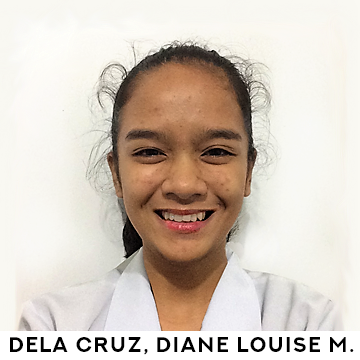 DELA CRUZ, DIANE LOUISE M.